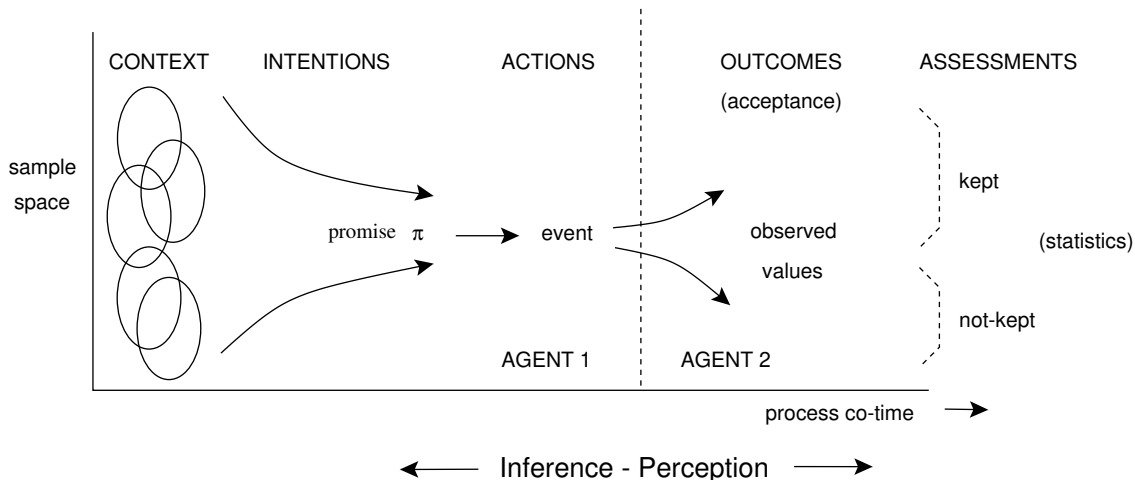 CONTEXT INTENTIONS ACTIONS OUTCOMES ASSESSMENTS
(acceptance)
sample
space
kept
promise π event observed
values
(statistics)
not-kept
AGENT 1 AGENT 2
process co-time
Inference - Perception